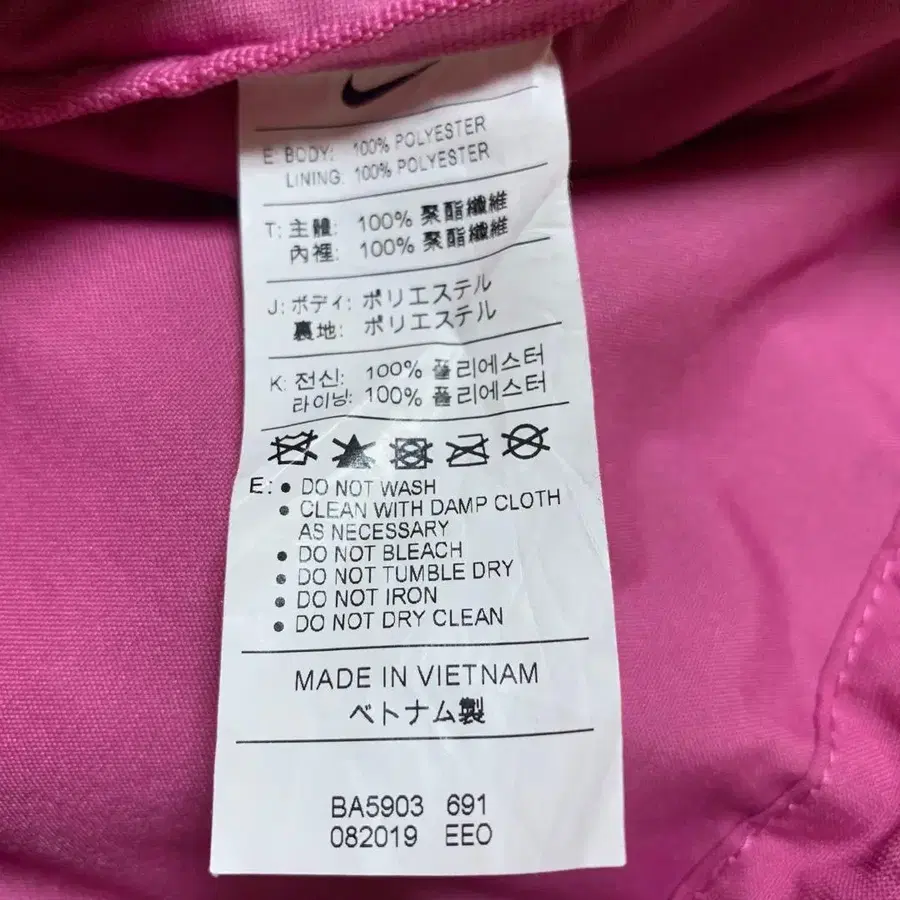 E: BODY: 100% POLYESTER
LINING: 100% POLYESTER
T: 主體: 100% 聚酯纖維
內裡: 100% 聚酯纖維
J: ボディ: ポリエステル
裏地: ポリエステル
K: 전신: 100% 폴리에스터
라이닝: 100% 폴리에스터
E: • DO NOT WASH
• CLEAN WITH DAMP CLOTH
AS NECESSARY
• DO NOT BLEACH
• DO NOT TUMBLE DRY
• DO NOT IRON
• DO NOT DRY CLEAN
MADE IN VIETNAM
ベトナム製
BA5903 691
082019 EEO